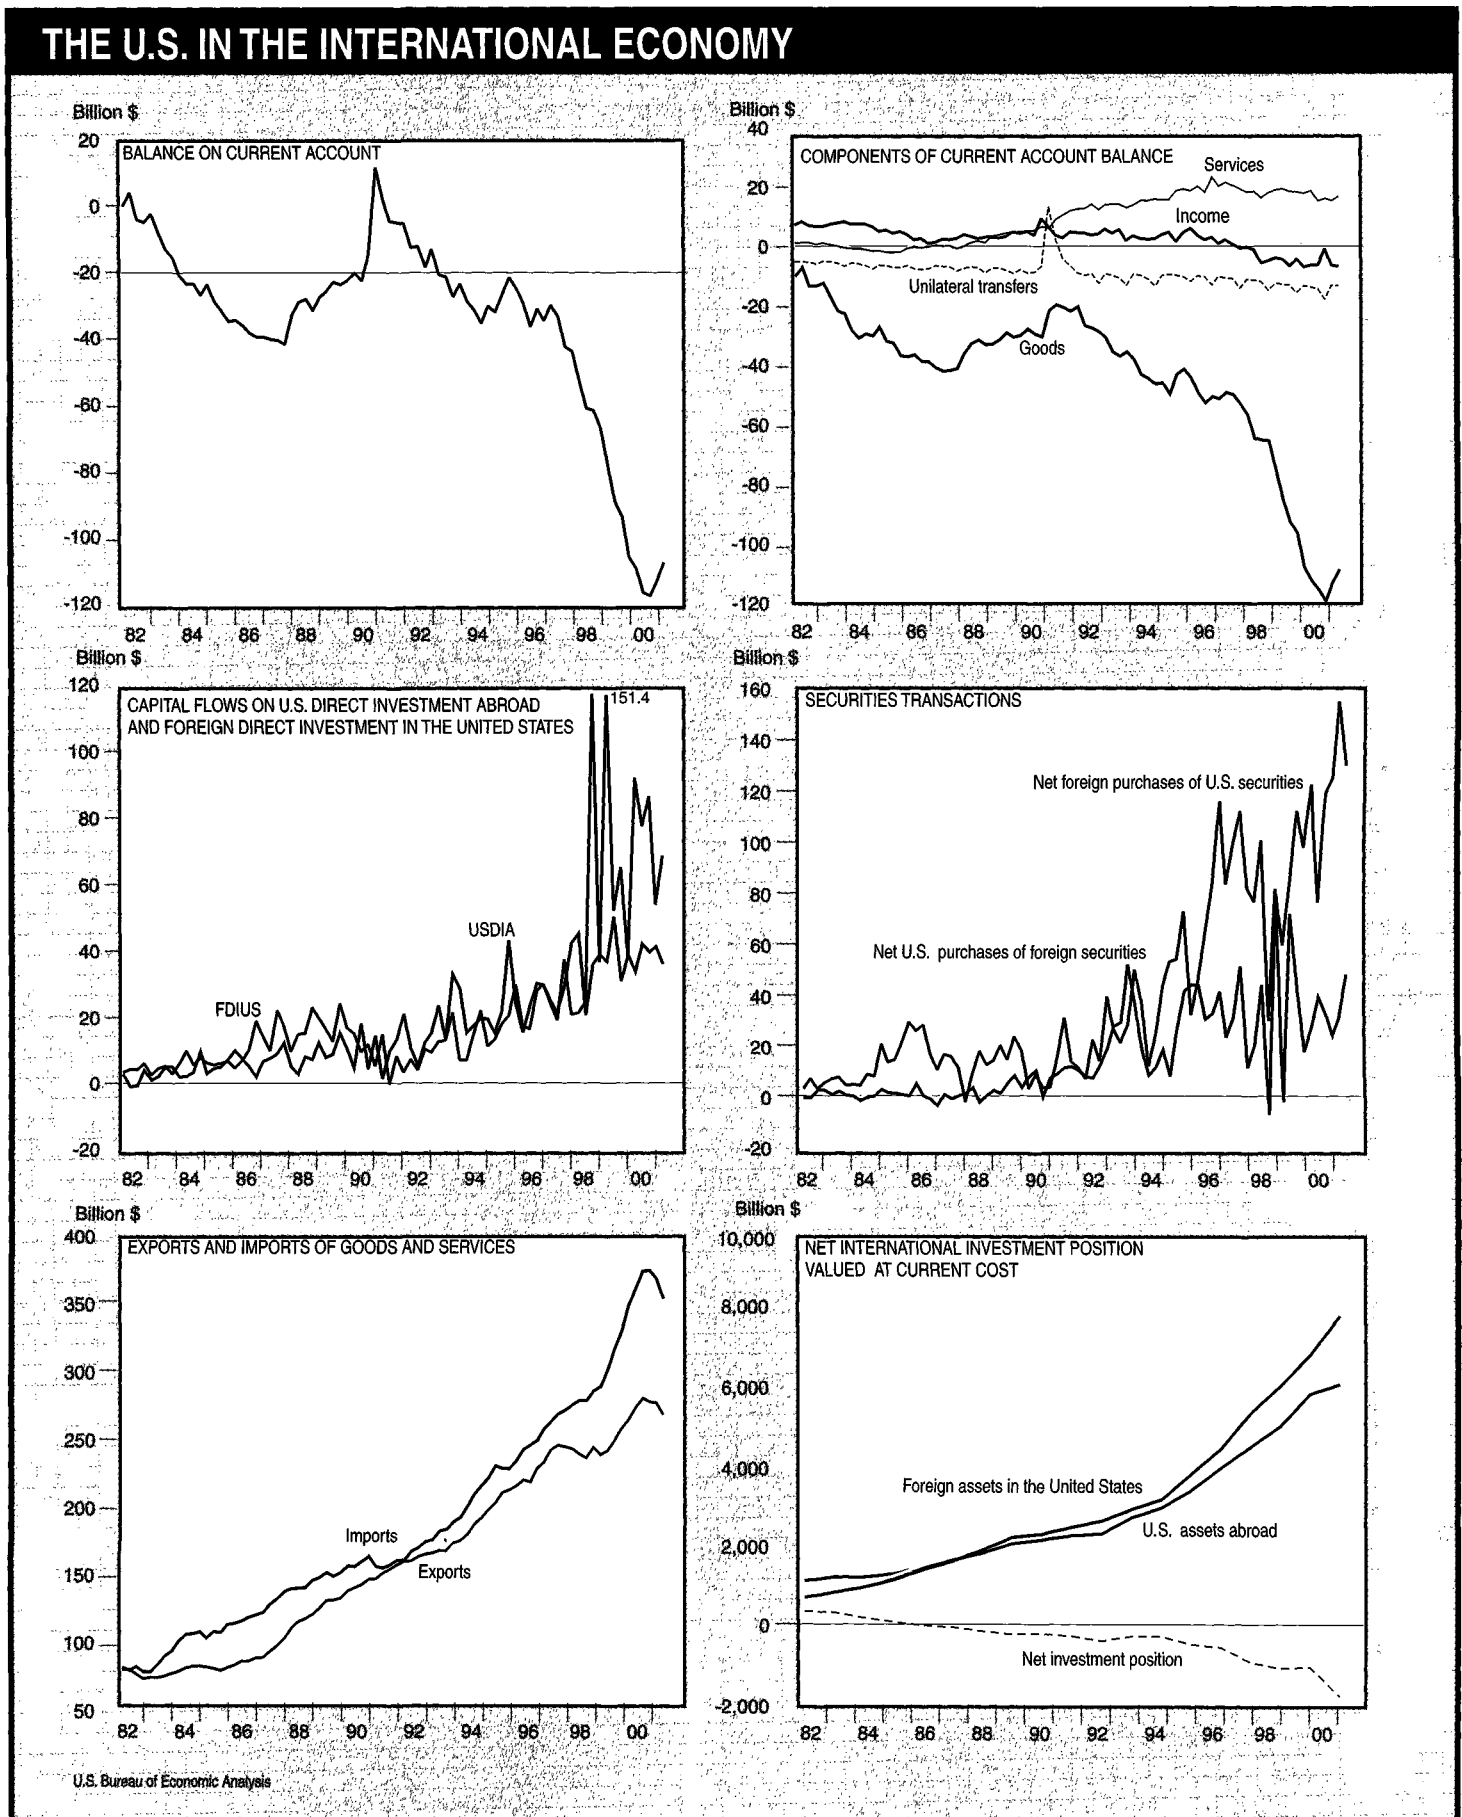 THE U.S. IN THE INTERNATIONAL ECONOMY
Billion $
20
BALANCE ON CURRENT ACCOUNT
0
-20
-40
-60
-80
-100
-120
82 84 86 88 90 92 94 96 98 00
Billion $
40
COMPONENTS OF CURRENT ACCOUNT BALANCE
Services
20
Income
0
Unilateral transfers
-20
Goods
-40
-60
-80
-100
-120
82 84 86 88 90 92 94 96 98 00
Billion $
120
CAPITAL FLOWS ON U.S. DIRECT INVESTMENT ABROAD
AND FOREIGN DIRECT INVESTMENT IN THE UNITED STATES
151.4
100
80
60
USDIA
40
FDIUS
20
0
-20
82 84 86 88 90 92 94 96 98 00
Billion $
160
SECURITIES TRANSACTIONS
140
Net foreign purchases of U.S. securities
120
100
80
60
Net U.S. purchases of foreign securities
40
20
0
-20
82 84 86 88 90 92 94 96 98 00
Billion $
400
EXPORTS AND IMPORTS OF GOODS AND SERVICES
350
300
250
200
Imports
150
Exports
100
50
82 84 86 88 90 92 94 96 98 00
Billion $
10,000
NET INTERNATIONAL INVESTMENT POSITION
VALUED AT CURRENT COST
8,000
6,000
4,000
Foreign assets in the United States
U.S. assets abroad
2,000
0
Net investment position
-2,000
82 84 86 88 90 92 94 96 98 00
U.S. Bureau of Economic Analysis